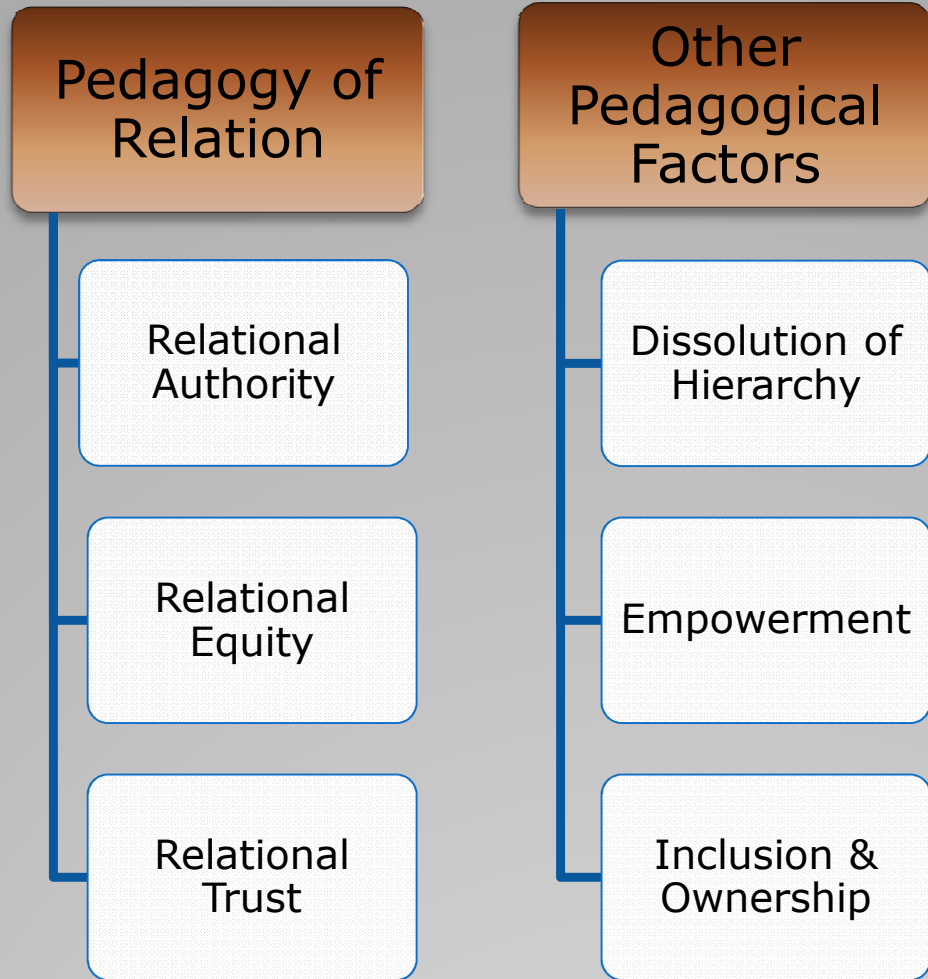 Pedagogy of
Relation
Relational
Authority
Relational
Equity
Relational
Trust
Other
Pedagogical
Factors
Dissolution of
Hierarchy
Empowerment
Inclusion &
Ownership